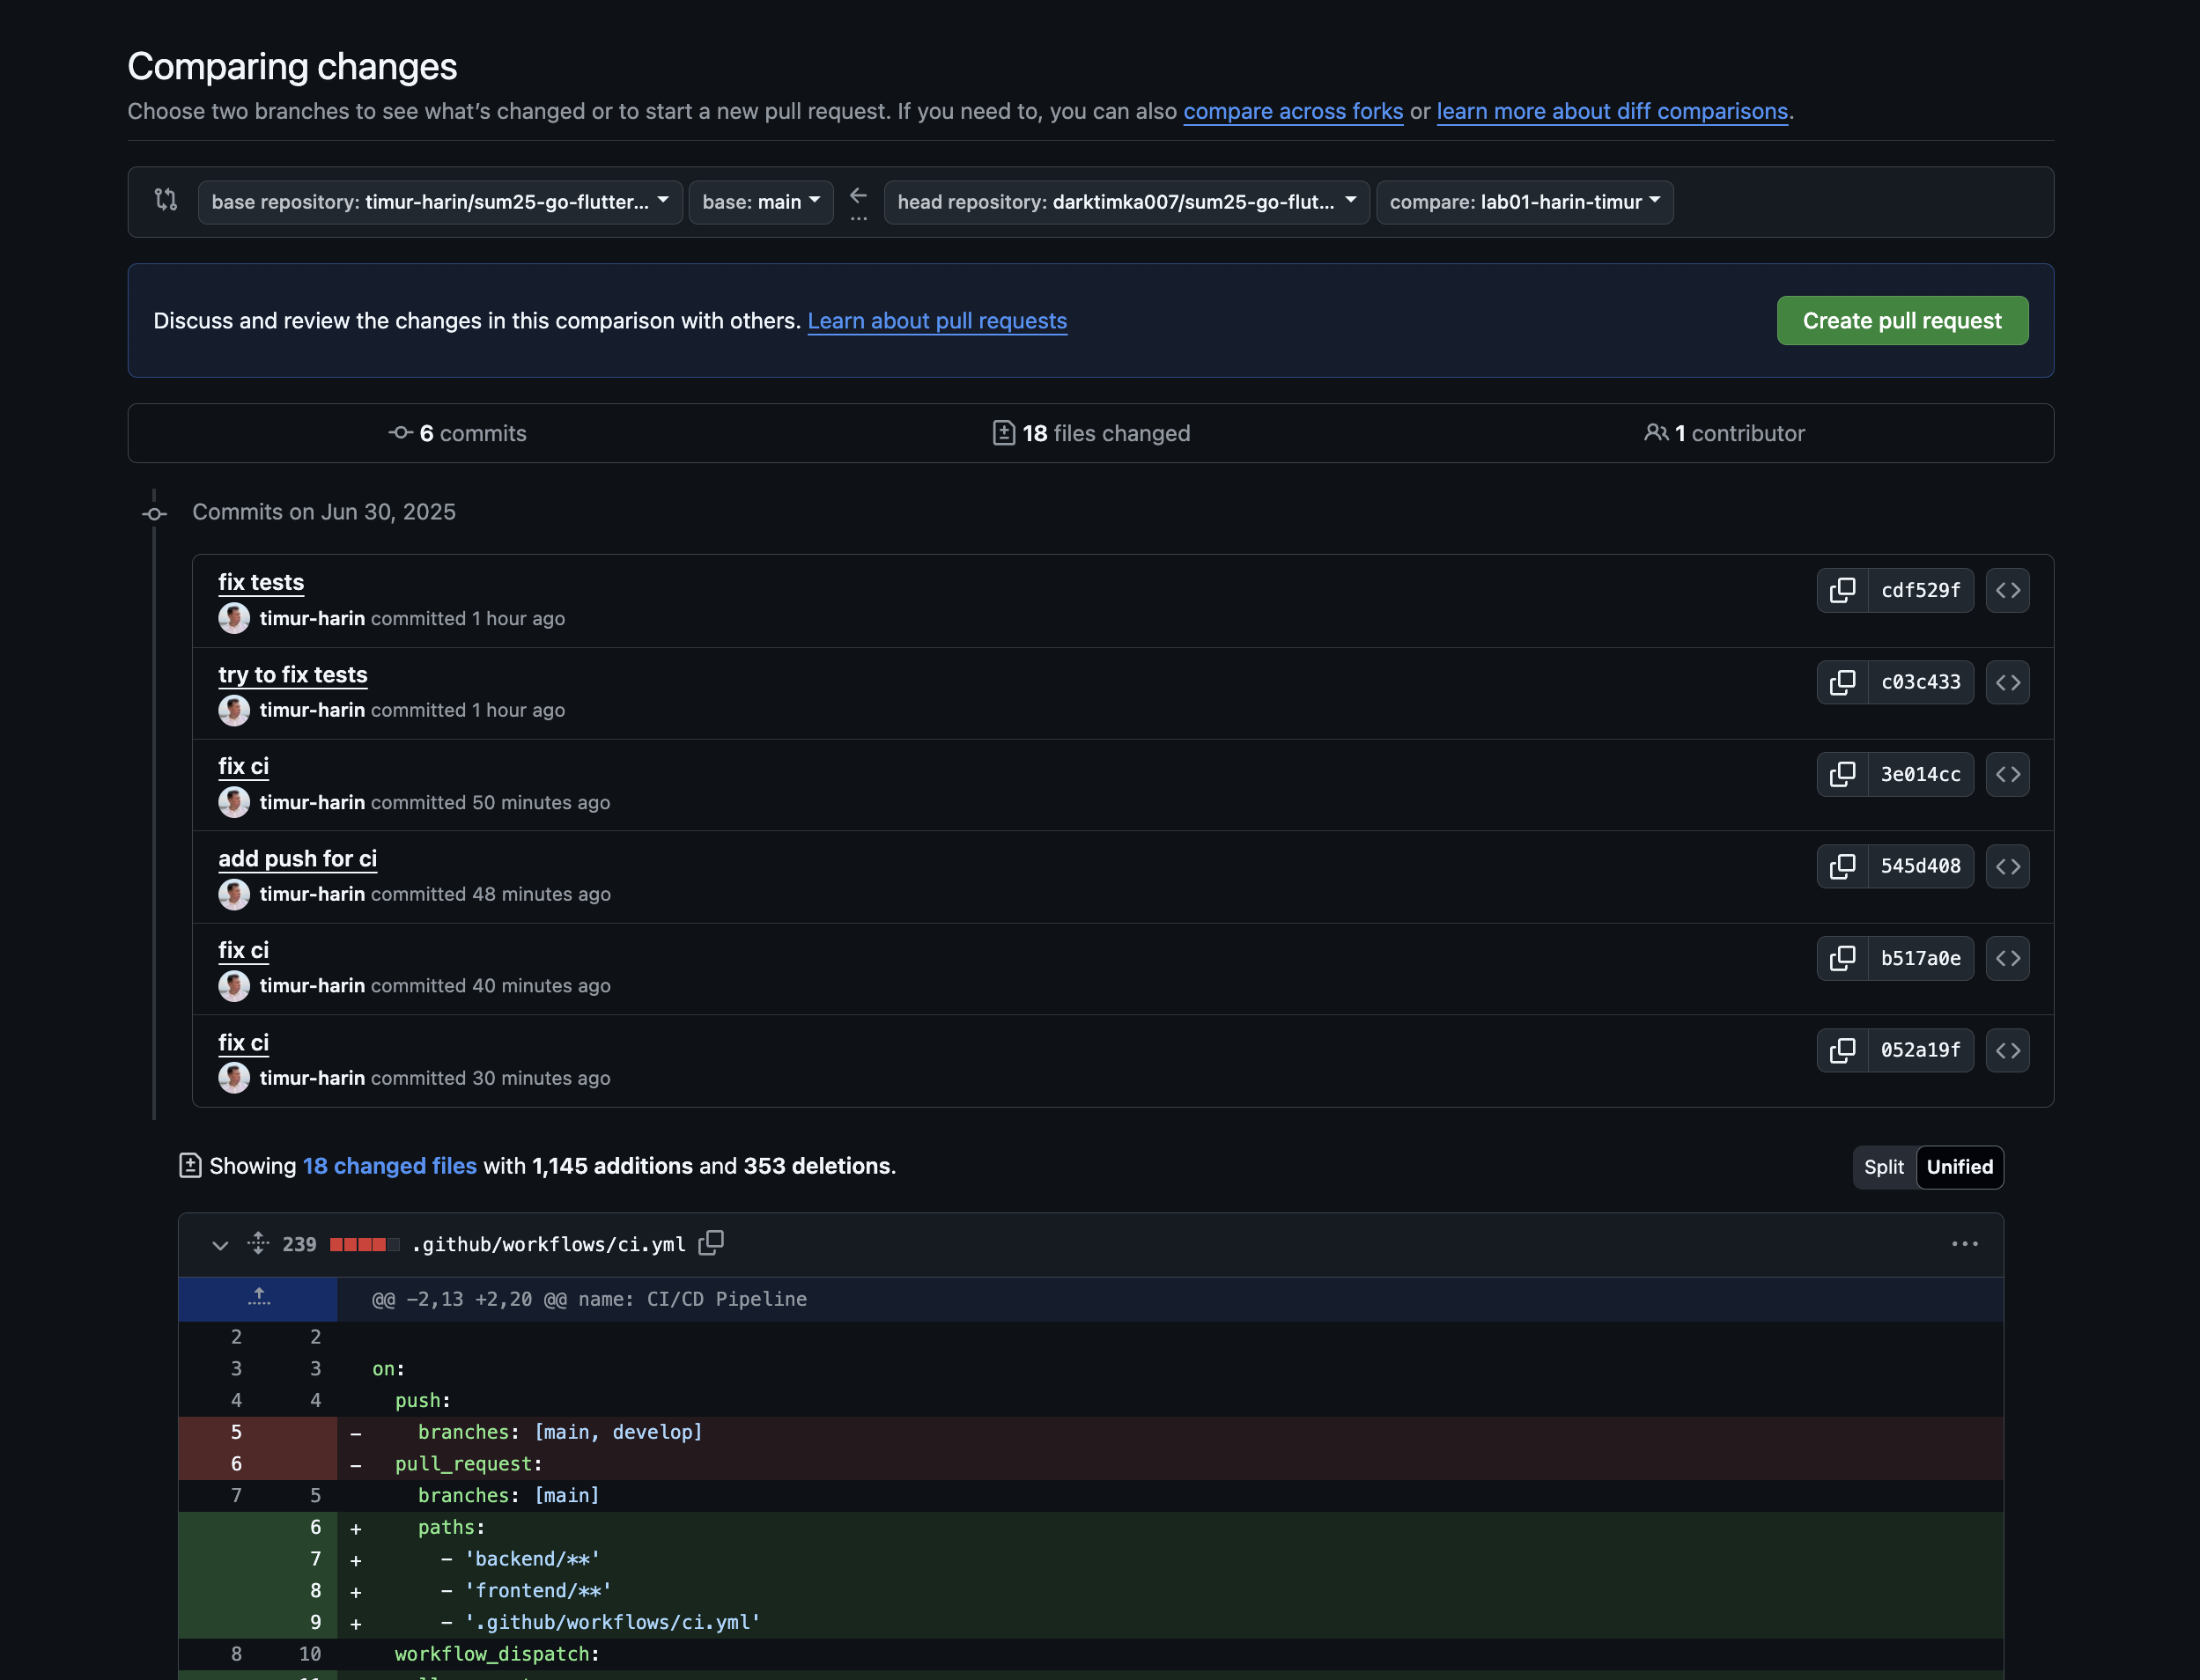 Comparing changes
Choose two branches to see what's changed or to start a new pull request. If you need to, you can also compare across forks or learn more about diff comparisons.
base repository: timur-harin/sum25-go-flutter... base: main ... head repository: darktimka007/sum25-go-flut... compare: lab01-harin-timur
Discuss and review the changes in this comparison with others. Learn about pull requests Create pull request
6 commits 18 files changed 1 contributor
Commits on Jun 30, 2025
fix tests
timur-harin committed 1 hour ago cdf529f
try to fix tests
timur-harin committed 1 hour ago c03c433
fix ci
timur-harin committed 50 minutes ago 3e014cc
add push for ci
timur-harin committed 48 minutes ago 545d408
fix ci
timur-harin committed 40 minutes ago b517a0e
fix ci
timur-harin committed 30 minutes ago 052a19f
Showing 18 changed files with 1,145 additions and 353 deletions. Split Unified
239 .github/workflows/ci.yml ...
@@ -2,13 +2,20 @@ name: CI/CD Pipeline
2 2
3 3 on:
4 4 push:
5 - branches: [main, develop]
6 - pull_request:
7 5 branches: [main]
6 + paths:
7 + - 'backend/**'
8 + - 'frontend/**'
9 + - '.github/workflows/ci.yml'
8 10 workflow_dispatch: